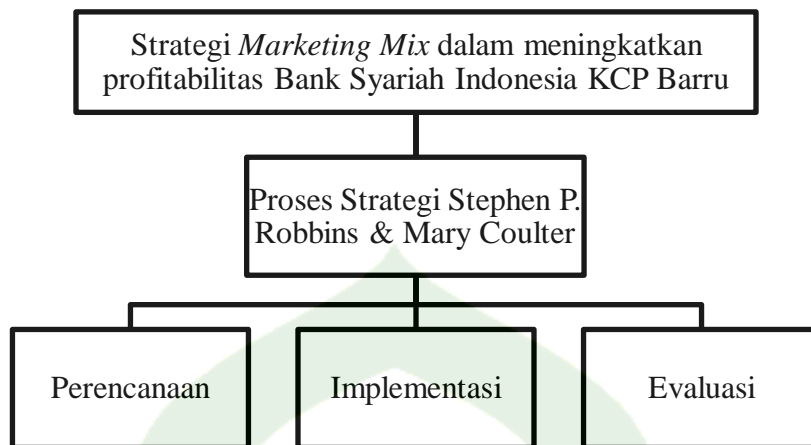 Strategi Marketing Mix dalam meningkatkan
profitabilitas Bank Syariah Indonesia KCP Barru
Proses Strategi Stephen P.
Robbins & Mary Coulter
Perencanaan
Implementasi
Evaluasi